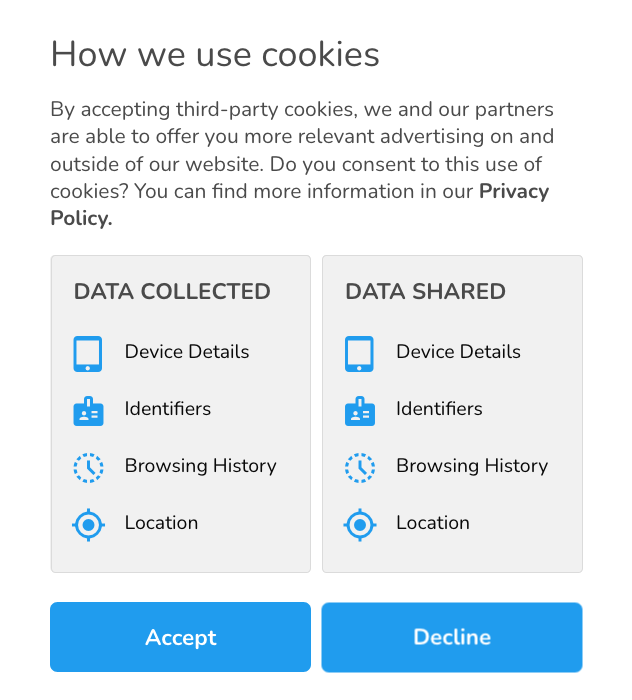 How we use cookies
By accepting third-party cookies, we and our partners
are able to offer you more relevant advertising on and
outside of our website. Do you consent to this use of
cookies? You can find more information in our Privacy
Policy.
DATA COLLECTED
Device Details
Identifiers
Browsing History
Location
DATA SHARED
Device Details
Identifiers
Browsing History
Location
Accept
Decline